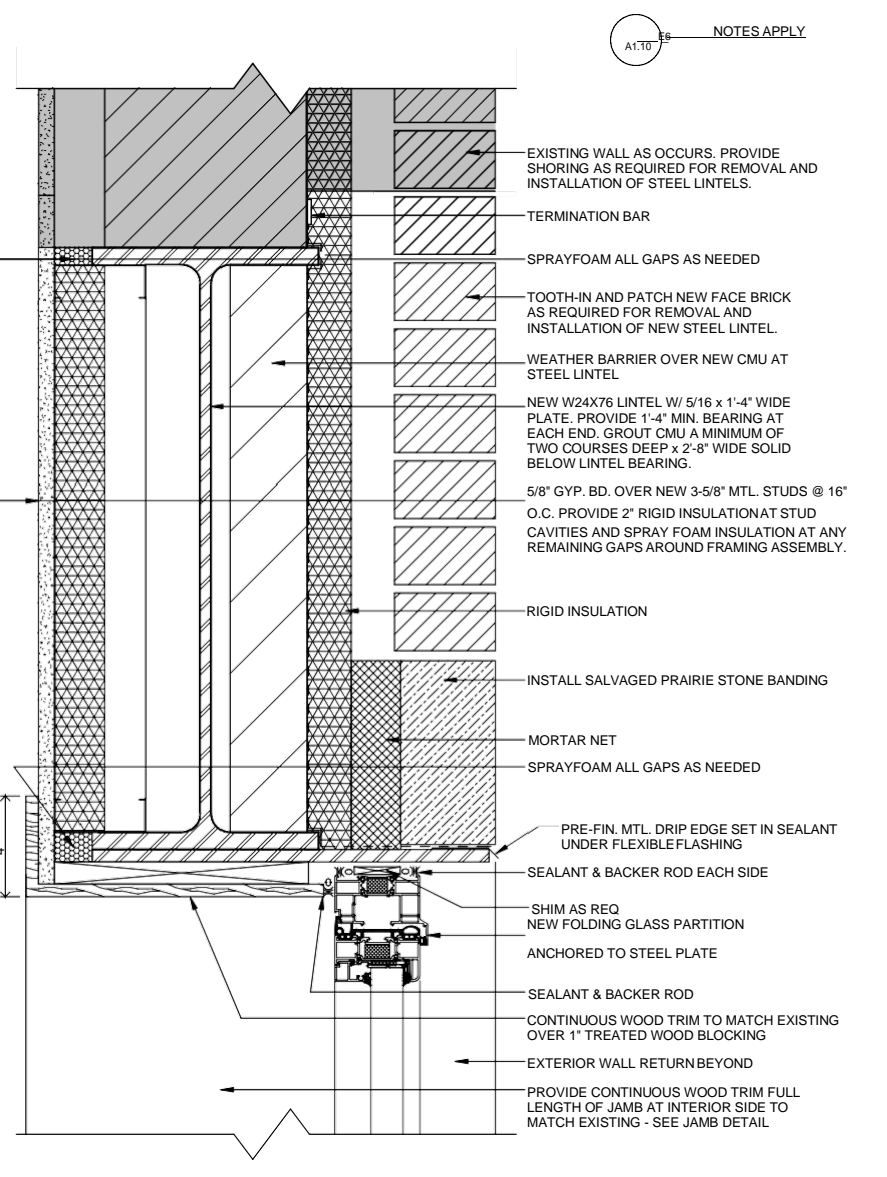 E6
A1.10
NOTES APPLY
EXISTING WALL AS OCCURS. PROVIDE
SHORING AS REQUIRED FOR REMOVAL AND
INSTALLATION OF STEEL LINTELS.
TERMINATION BAR
SPRAYFOAM ALL GAPS AS NEEDED
TOOTH-IN AND PATCH NEW FACE BRICK
AS REQUIRED FOR REMOVAL AND
INSTALLATION OF NEW STEEL LINTEL.
WEATHER BARRIER OVER NEW CMU AT
STEEL LINTEL
NEW W24X76 LINTEL W/ 5/16 x 1'-4" WIDE
PLATE. PROVIDE 1'-4" MIN. BEARING AT
EACH END. GROUT CMU A MINIMUM OF
TWO COURSES DEEP x 2'-8" WIDE SOLID
BELOW LINTEL BEARING.
5/8" GYP. BD. OVER NEW 3-5/8" MTL. STUDS @ 16"
O.C. PROVIDE 2" RIGID INSULATION AT STUD
CAVITIES AND SPRAY FOAM INSULATION AT ANY
REMAINING GAPS AROUND FRAMING ASSEMBLY.
RIGID INSULATION
INSTALL SALVAGED PRAIRIE STONE BANDING
MORTAR NET
SPRAYFOAM ALL GAPS AS NEEDED
PRE-FIN. MTL. DRIP EDGE SET IN SEALANT
UNDER FLEXIBLE FLASHING
SEALANT & BACKER ROD EACH SIDE
SHIM AS REQ
NEW FOLDING GLASS PARTITION
ANCHORED TO STEEL PLATE
SEALANT & BACKER ROD
CONTINUOUS WOOD TRIM TO MATCH EXISTING
OVER 1" TREATED WOOD BLOCKING
EXTERIOR WALL RETURN BEYOND
PROVIDE CONTINUOUS WOOD TRIM FULL
LENGTH OF JAMB AT INTERIOR SIDE TO
MATCH EXISTING - SEE JAMB DETAIL